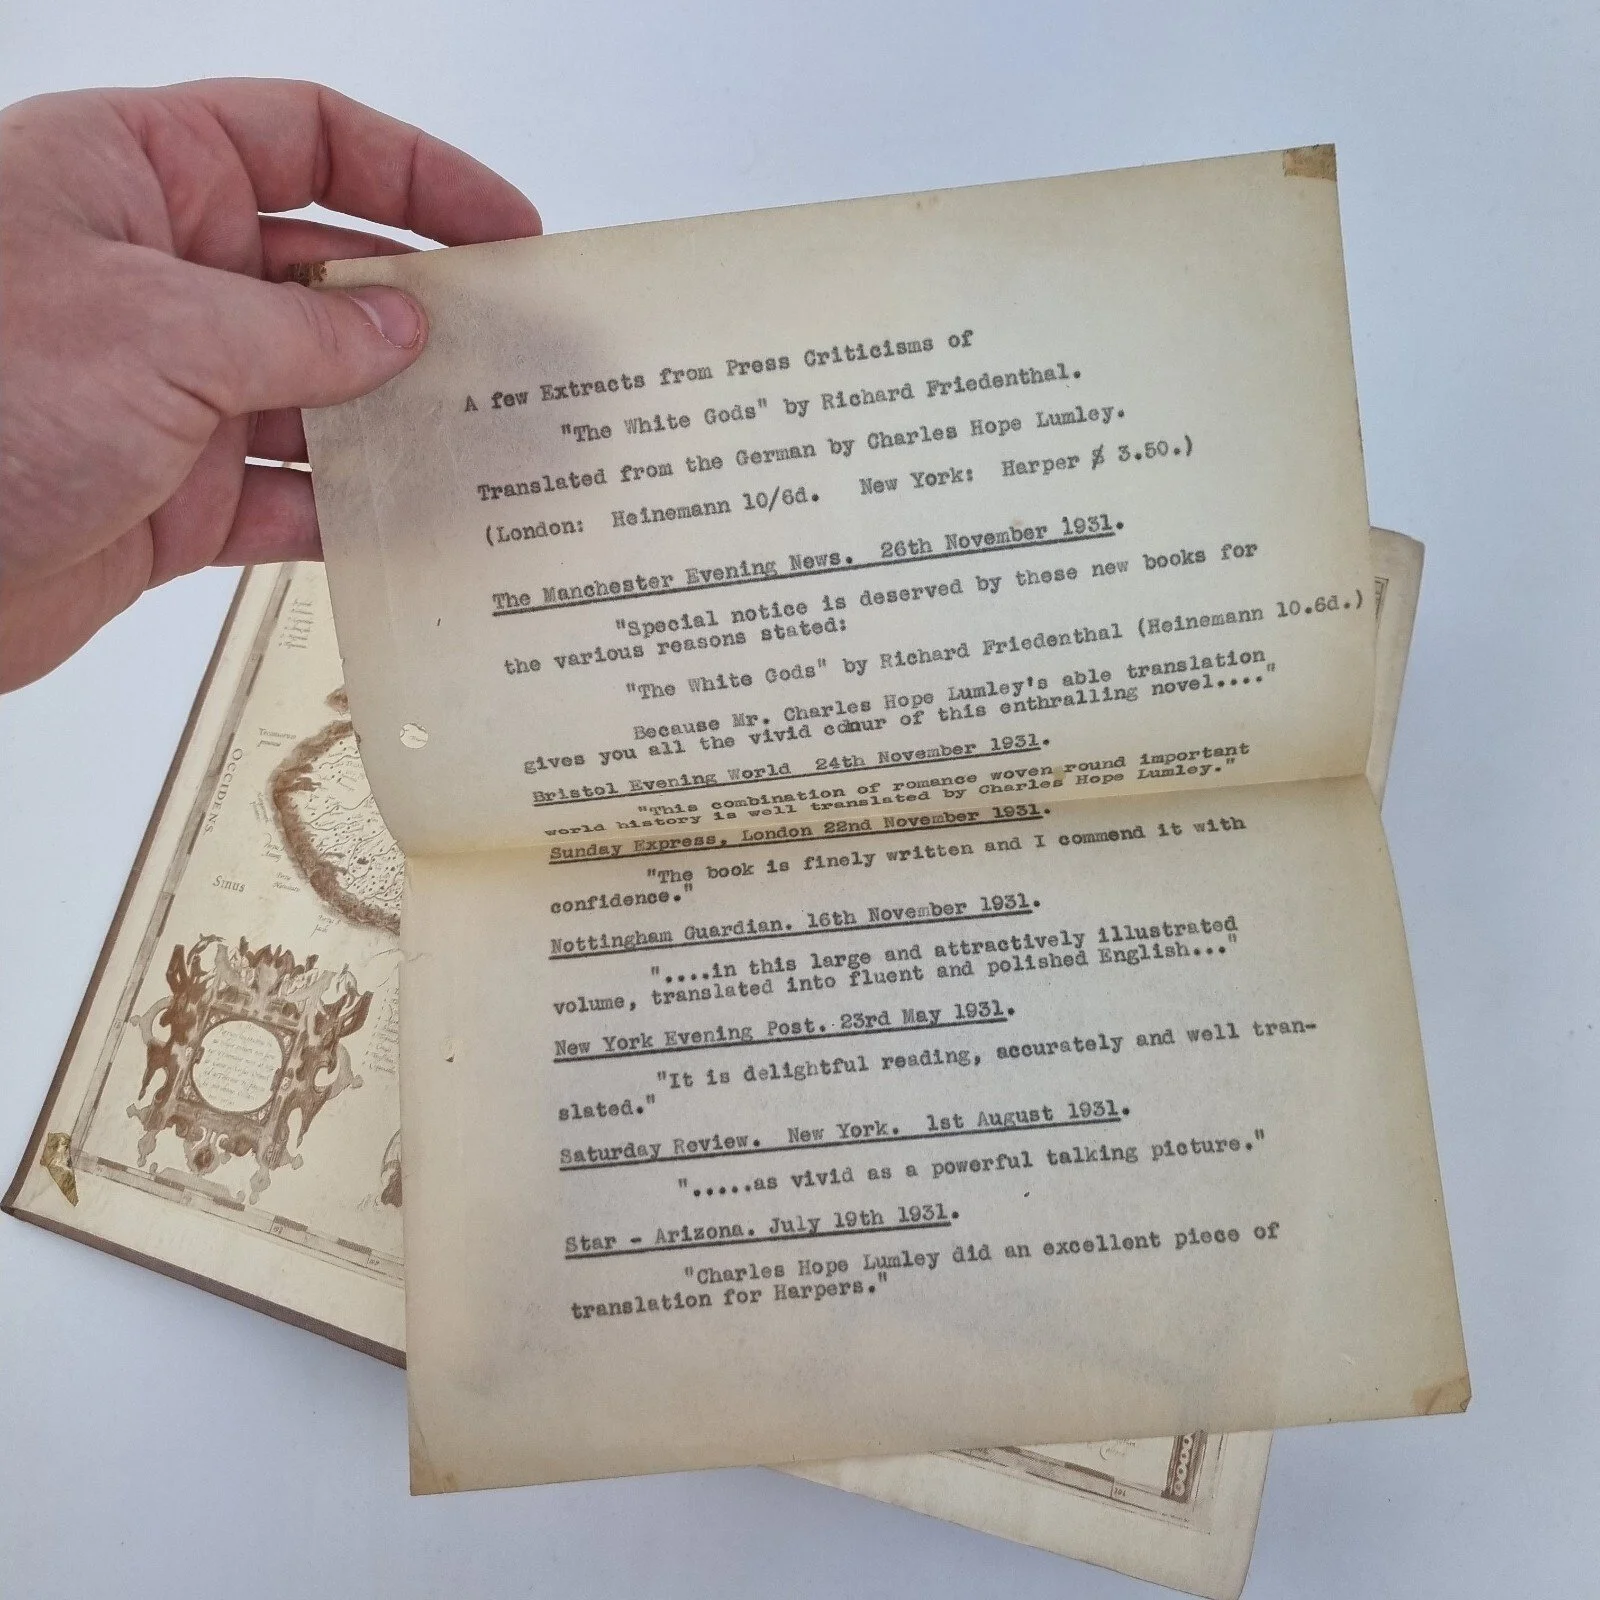 A few Extracts from Press Criticisms of
"The White Gods" by Richard Friedenthal.
Translated from the German by Charles Hope Lumley.
(London: Heinemann 10/6d. New York: Harper $ 3.50.)
The Manchester Evening News. 26th November 1931.
"Special notice is deserved by these new books for
the various reasons stated:
"The White Gods" by Richard Friedenthal (Heinemann 10.6d.)
Because Mr. Charles Hope Lumley's able translation
gives you all the vivid of this enthralling novel...."
Bristol Evening World 24th November 1931.
"This combination of romance woven round important
world history is well translated by Charles Hope Lumley."
Sunday Express, London 22nd November 1931.
"The book is finely written and I commend it with
confidence."
Nottingham Guardian. 16th November 1931.
"....in this large and attractively illustrated
volume, translated into fluent and polished English..."
New York Evening Post. 23rd May 1931.
"It is delightful reading, accurately and well tran-
slated."
Saturday Review. New York. 1st August 1931.
".....as vivid as a powerful talking picture."
Star - Arizona. July 19th 1931.
"Charles Hope Lumley did an excellent piece of
translation for Harpers."
OCCIDENS
Sinus